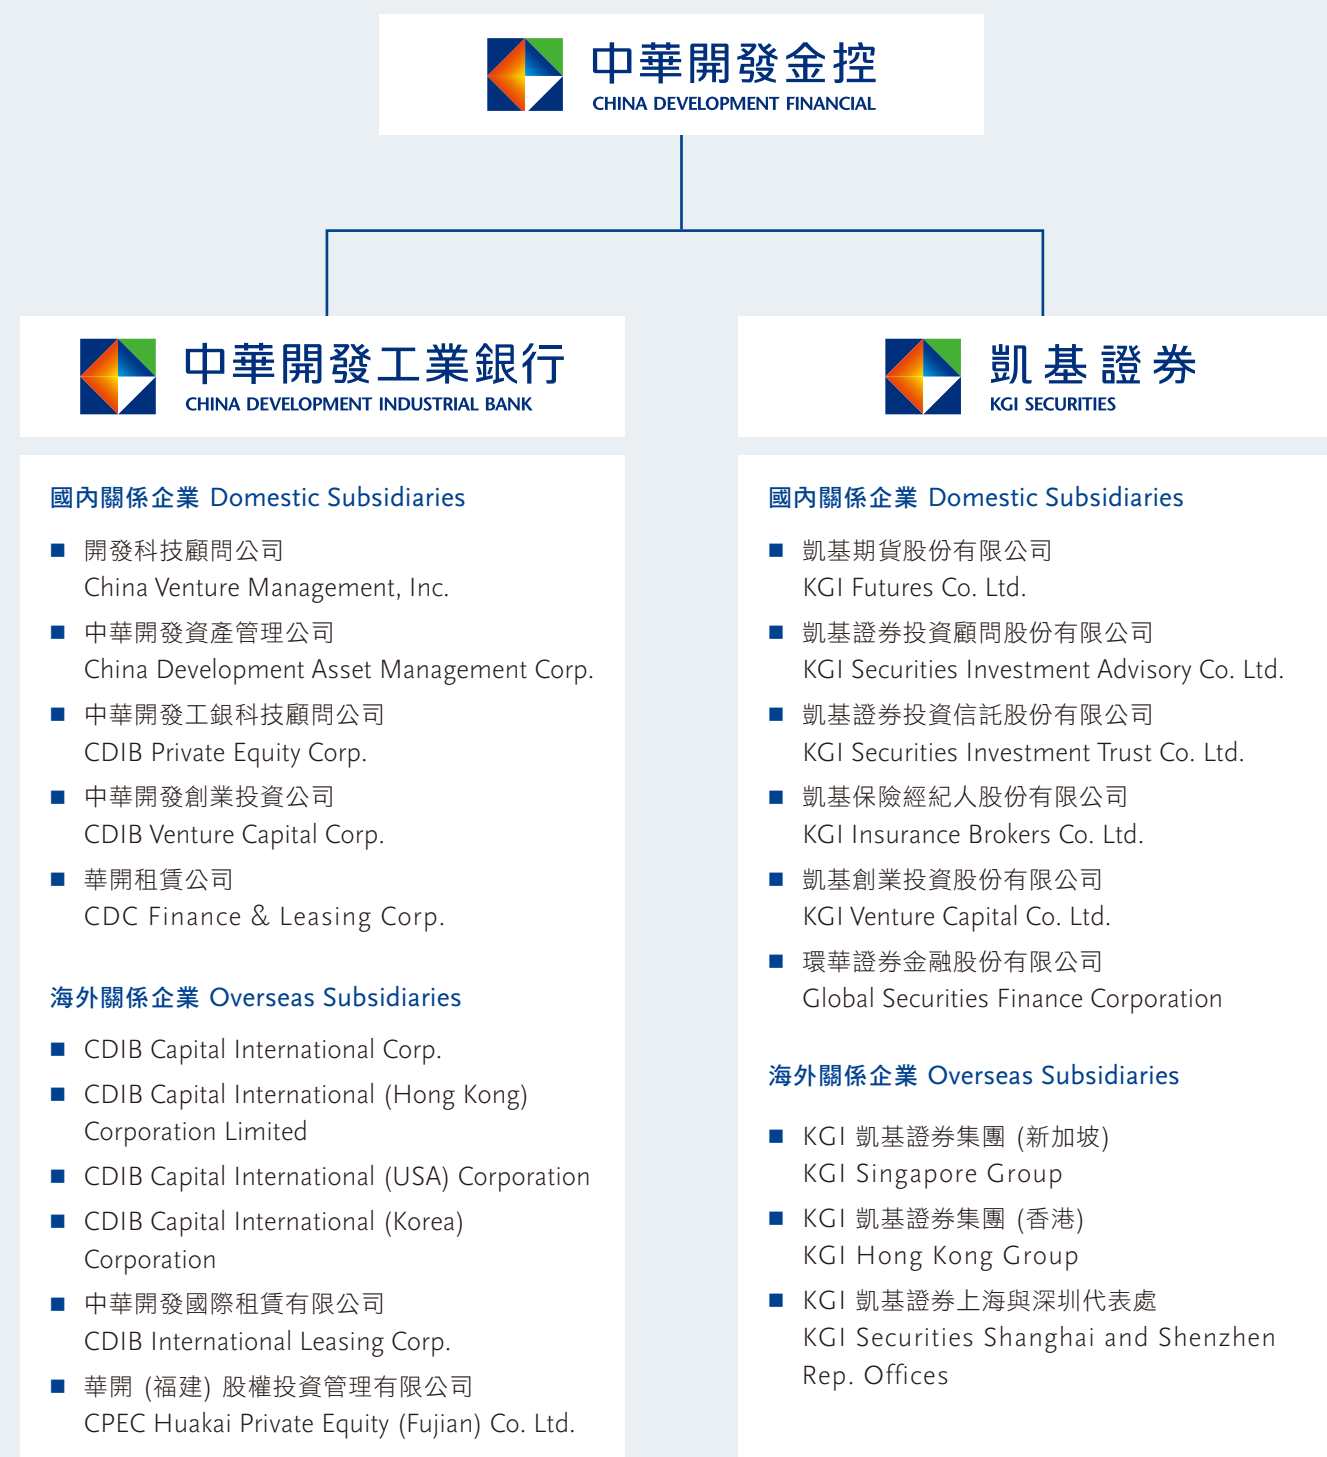 中華開發金控
CHINA DEVELOPMENT FINANCIAL
中華開發工業銀行
CHINA DEVELOPMENT INDUSTRIAL BANK
國內關係企業 Domestic Subsidiaries
開發科技顧問公司
China Venture Management, Inc.
中華開發資產管理公司
China Development Asset Management Corp.
中華開發工銀科技顧問公司
CDIB Private Equity Corp.
中華開發創業投資公司
CDIB Venture Capital Corp.
華開租賃公司
CDC Finance & Leasing Corp.
海外關係企業 Overseas Subsidiaries
CDIB Capital International Corp.
CDIB Capital International (Hong Kong)
Corporation Limited
CDIB Capital International (USA) Corporation
CDIB Capital International (Korea)
Corporation
中華開發國際租賃有限公司
CDIB International Leasing Corp.
華開 (福建) 股權投資管理有限公司
CPEC Huakai Private Equity (Fujian) Co. Ltd.
凱基證券
KGI SECURITIES
國內關係企業 Domestic Subsidiaries
凱基期貨股份有限公司
KGI Futures Co. Ltd.
凱基證券投資顧問股份有限公司
KGI Securities Investment Advisory Co. Ltd.
凱基證券投資信託股份有限公司
KGI Securities Investment Trust Co. Ltd.
凱基保險經紀人股份有限公司
KGI Insurance Brokers Co. Ltd.
凱基創業投資股份有限公司
KGI Venture Capital Co. Ltd.
環華證券金融股份有限公司
Global Securities Finance Corporation
海外關係企業 Overseas Subsidiaries
KGI 凱基證券集團 (新加坡)
KGI Singapore Group
KGI 凱基證券集團 (香港)
KGI Hong Kong Group
KGI 凱基證券上海與深圳代表處
KGI Securities Shanghai and Shenzhen
Rep. Offices